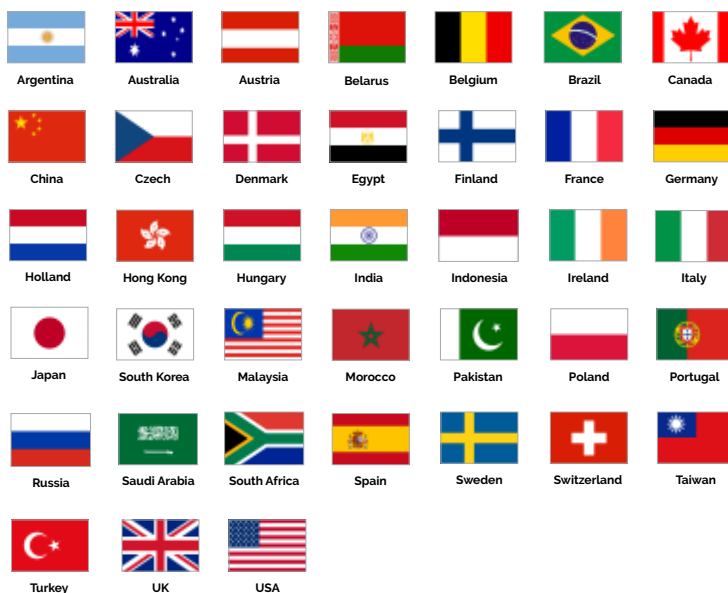 Argentina Australia Austria Belarus Belgium Brazil Canada
China Czech Denmark Egypt Finland France Germany
Holland Hong Kong Hungary India Indonesia Ireland Italy
Japan South Korea Malaysia Morocco Pakistan Poland Portugal
Russia Saudi Arabia South Africa Spain Sweden Switzerland Taiwan
Turkey UK USA